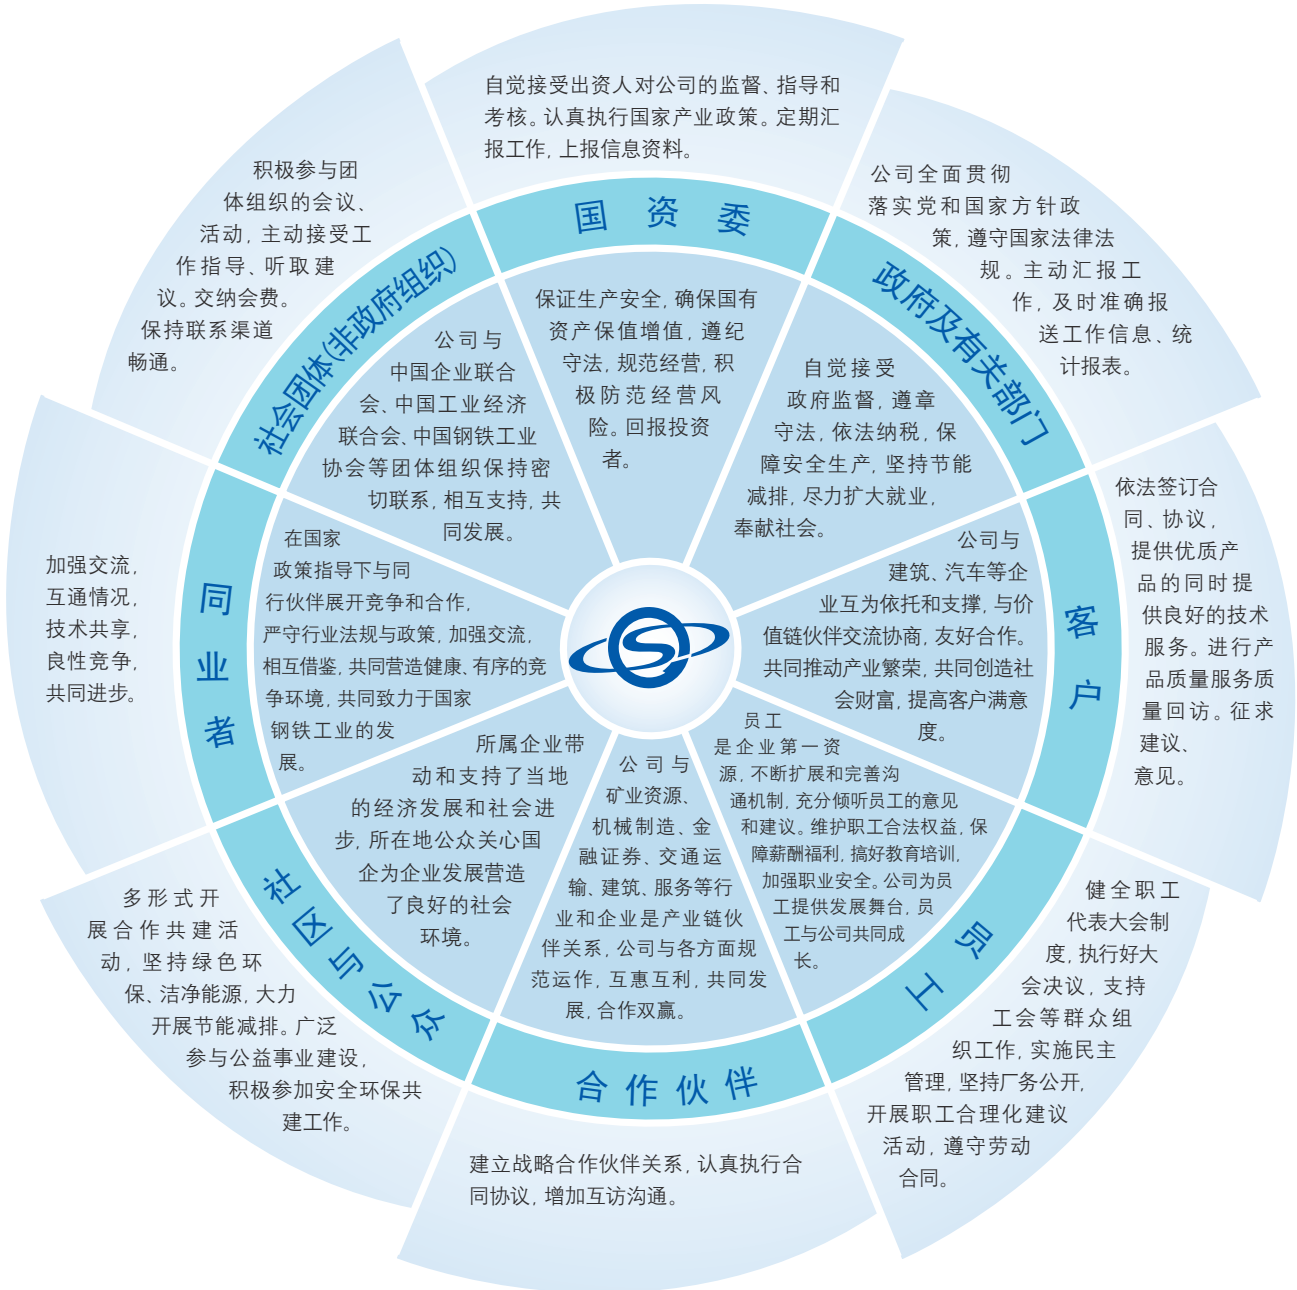 自觉接受出资人对公司的监督、指导和
考核。认真执行国家产业政策。定期汇
报工作,上报信息资料。
国资委
保证生产安全,确保国有
资产保值增值,遵纪
守法,规范经营,积
极防范经营风
险。回报投资
者。
公司全面贯彻
落实党和国家方针政
策,遵守国家法律法
规。主动汇报工
作,及时准确报
送工作信息、统
计报表。
政府及有关部门
自觉接受
政府监督,遵章
守法,依法纳税,保
障安全生产,坚持节能
减排,尽力扩大就业,
奉献社会。
依法签订合
同、协议,
提供优质产
品的同时提
供良好的技术
服务。进行产
品质量服务质
量回访。征求
建议、
意见。
客户
公司与
建筑、汽车等企
业互为依托和支撑,与价
值链伙伴交流协商,友好合作。
共同推动产业繁荣,共同创造社
会财富,提高客户满意
度。
健全职工
代表大会制
度,执行好大
会决议,支持
工会等群众组
织工作,实施民主
管理,坚持厂务公开,
开展职工合理化建议
活动,遵守劳动
合同。
员工
员工
是企业第一资
源,不断扩展和完善沟
通机制,充分倾听员工的意见
和建议。维护职工合法权益,保
障薪酬福利,搞好教育培训,
加强职业安全。公司为员
工提供发展舞台,员
工与公司共同成
长。
建立战略合作伙伴关系,认真执行合
同协议,增加互访沟通。
合作伙伴
公司与
矿业资源、
机械制造、金
融证券、交通运
输、建筑、服务等行
业和企业是产业链伙
伴关系,公司与各方面规
范运作,互惠互利,共同发
展,合作双赢。
多形式开
展合作共建活
动,坚持绿色环
保、洁净能源,大力
开展节能减排。广泛
参与公益事业建设,
积极参加安全环保共
建工作。
社区与公众
所属企业带
动和支持了当地
的经济发展和社会进
步,所在地公众关心国
企为企业发展营造
了良好的社会
环境。
加强交流,
互通情况,
技术共享,
良性竞争,
共同进步。
同业者
在国家
政策指导下与同
行伙伴展开竞争和合作,
严守行业法规与政策,加强交流,
相互借鉴,共同营造健康、有序的竞
争环境,共同致力于国家
钢铁工业的发
展。
积极参与团
体组织的会议、
活动,主动接受工
作指导、听取建
议。交纳会费。
保持联系渠道
畅通。
社会团体(非政府组织)
公司与
中国企业联合
会、中国工业经济
联合会、中国钢铁工业
协会等团体组织保持密
切联系,相互支持,共
同发展。